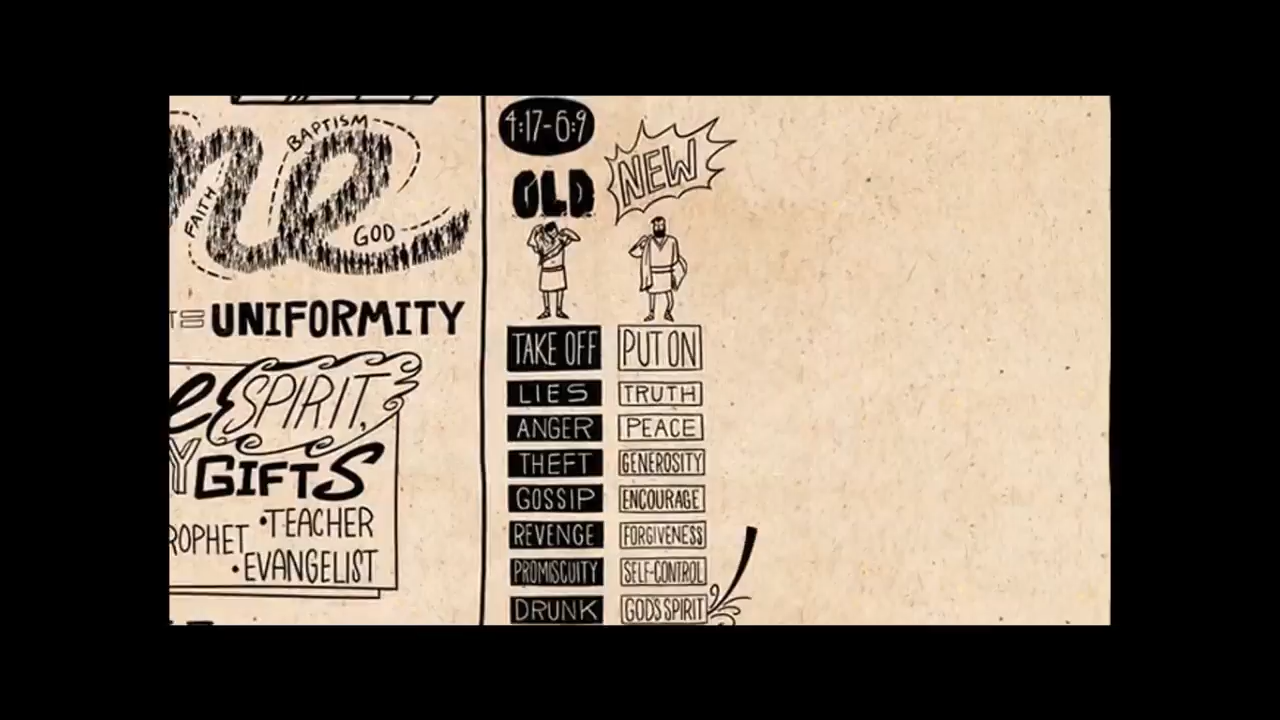 BAPTISM
FAITH
GOD
= UNIFORMITY
SPIRIT,
GIFTS
•TEACHER
•EVANGELIST
4:17-6:9
OLD NEW
TAKE OFF PUT ON
LIES TRUTH
ANGER PEACE
THEFT GENEROSITY
GOSSIP ENCOURAGE
REVENGE FORGIVENESS
PROMISCUITY SELF-CONTROL
DRUNK GODS SPIRIT